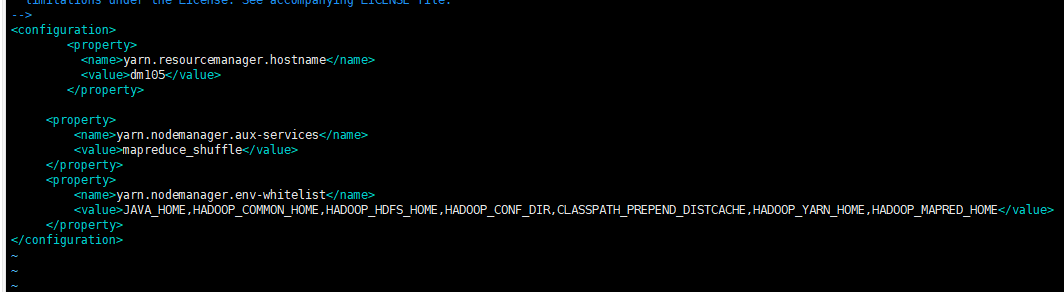 limitations under the License. See accompanying LICENSE file.
-->
<configuration>
<property>
<name>yarn.resourcemanager.hostname</name>
<value>dm105</value>
</property>
<property>
<name>yarn.nodemanager.aux-services</name>
<value>mapreduce_shuffle</value>
</property>
<property>
<name>yarn.nodemanager.env-whitelist</name>
<value>JAVA_HOME,HADOOP_COMMON_HOME,HADOOP_HDFS_HOME,HADOOP_CONF_DIR,CLASSPATH_PREPEND_DISTCACHE,HADOOP_YARN_HOME,HADOOP_MAPRED_HOME</value>
</property>
</configuration>
~
~
~